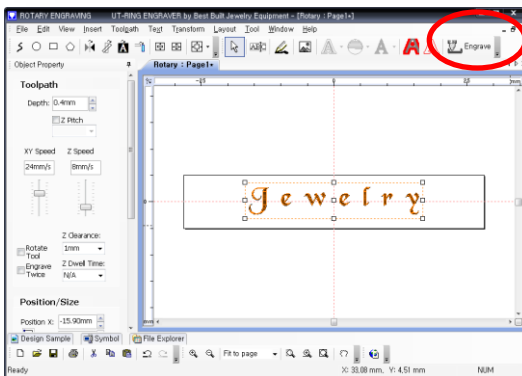 ROTARY ENGRAVING UT-RING ENGRAVER by Best Built Jewelry Equipment - [Rotary : Page1*]
File Edit View Insert Toolpath Text Transform Layout Tool Window Help
Engrave
Object Property
Rotary : Page1*
Toolpath
Depth: 0.4mm
Z Pitch
XY Speed Z Speed
24mm/s 8mm/s
Z Clearance:
Rotate Tool 1mm
Engrave Twice
Z Dwell Time:
N/A
Position/Size
Position X: -15.90mm
Jewelry
mm
Design Sample Symbol File Explorer
Fit to page
Ready X: 33.08 mm, Y: 4.51 mm NUM